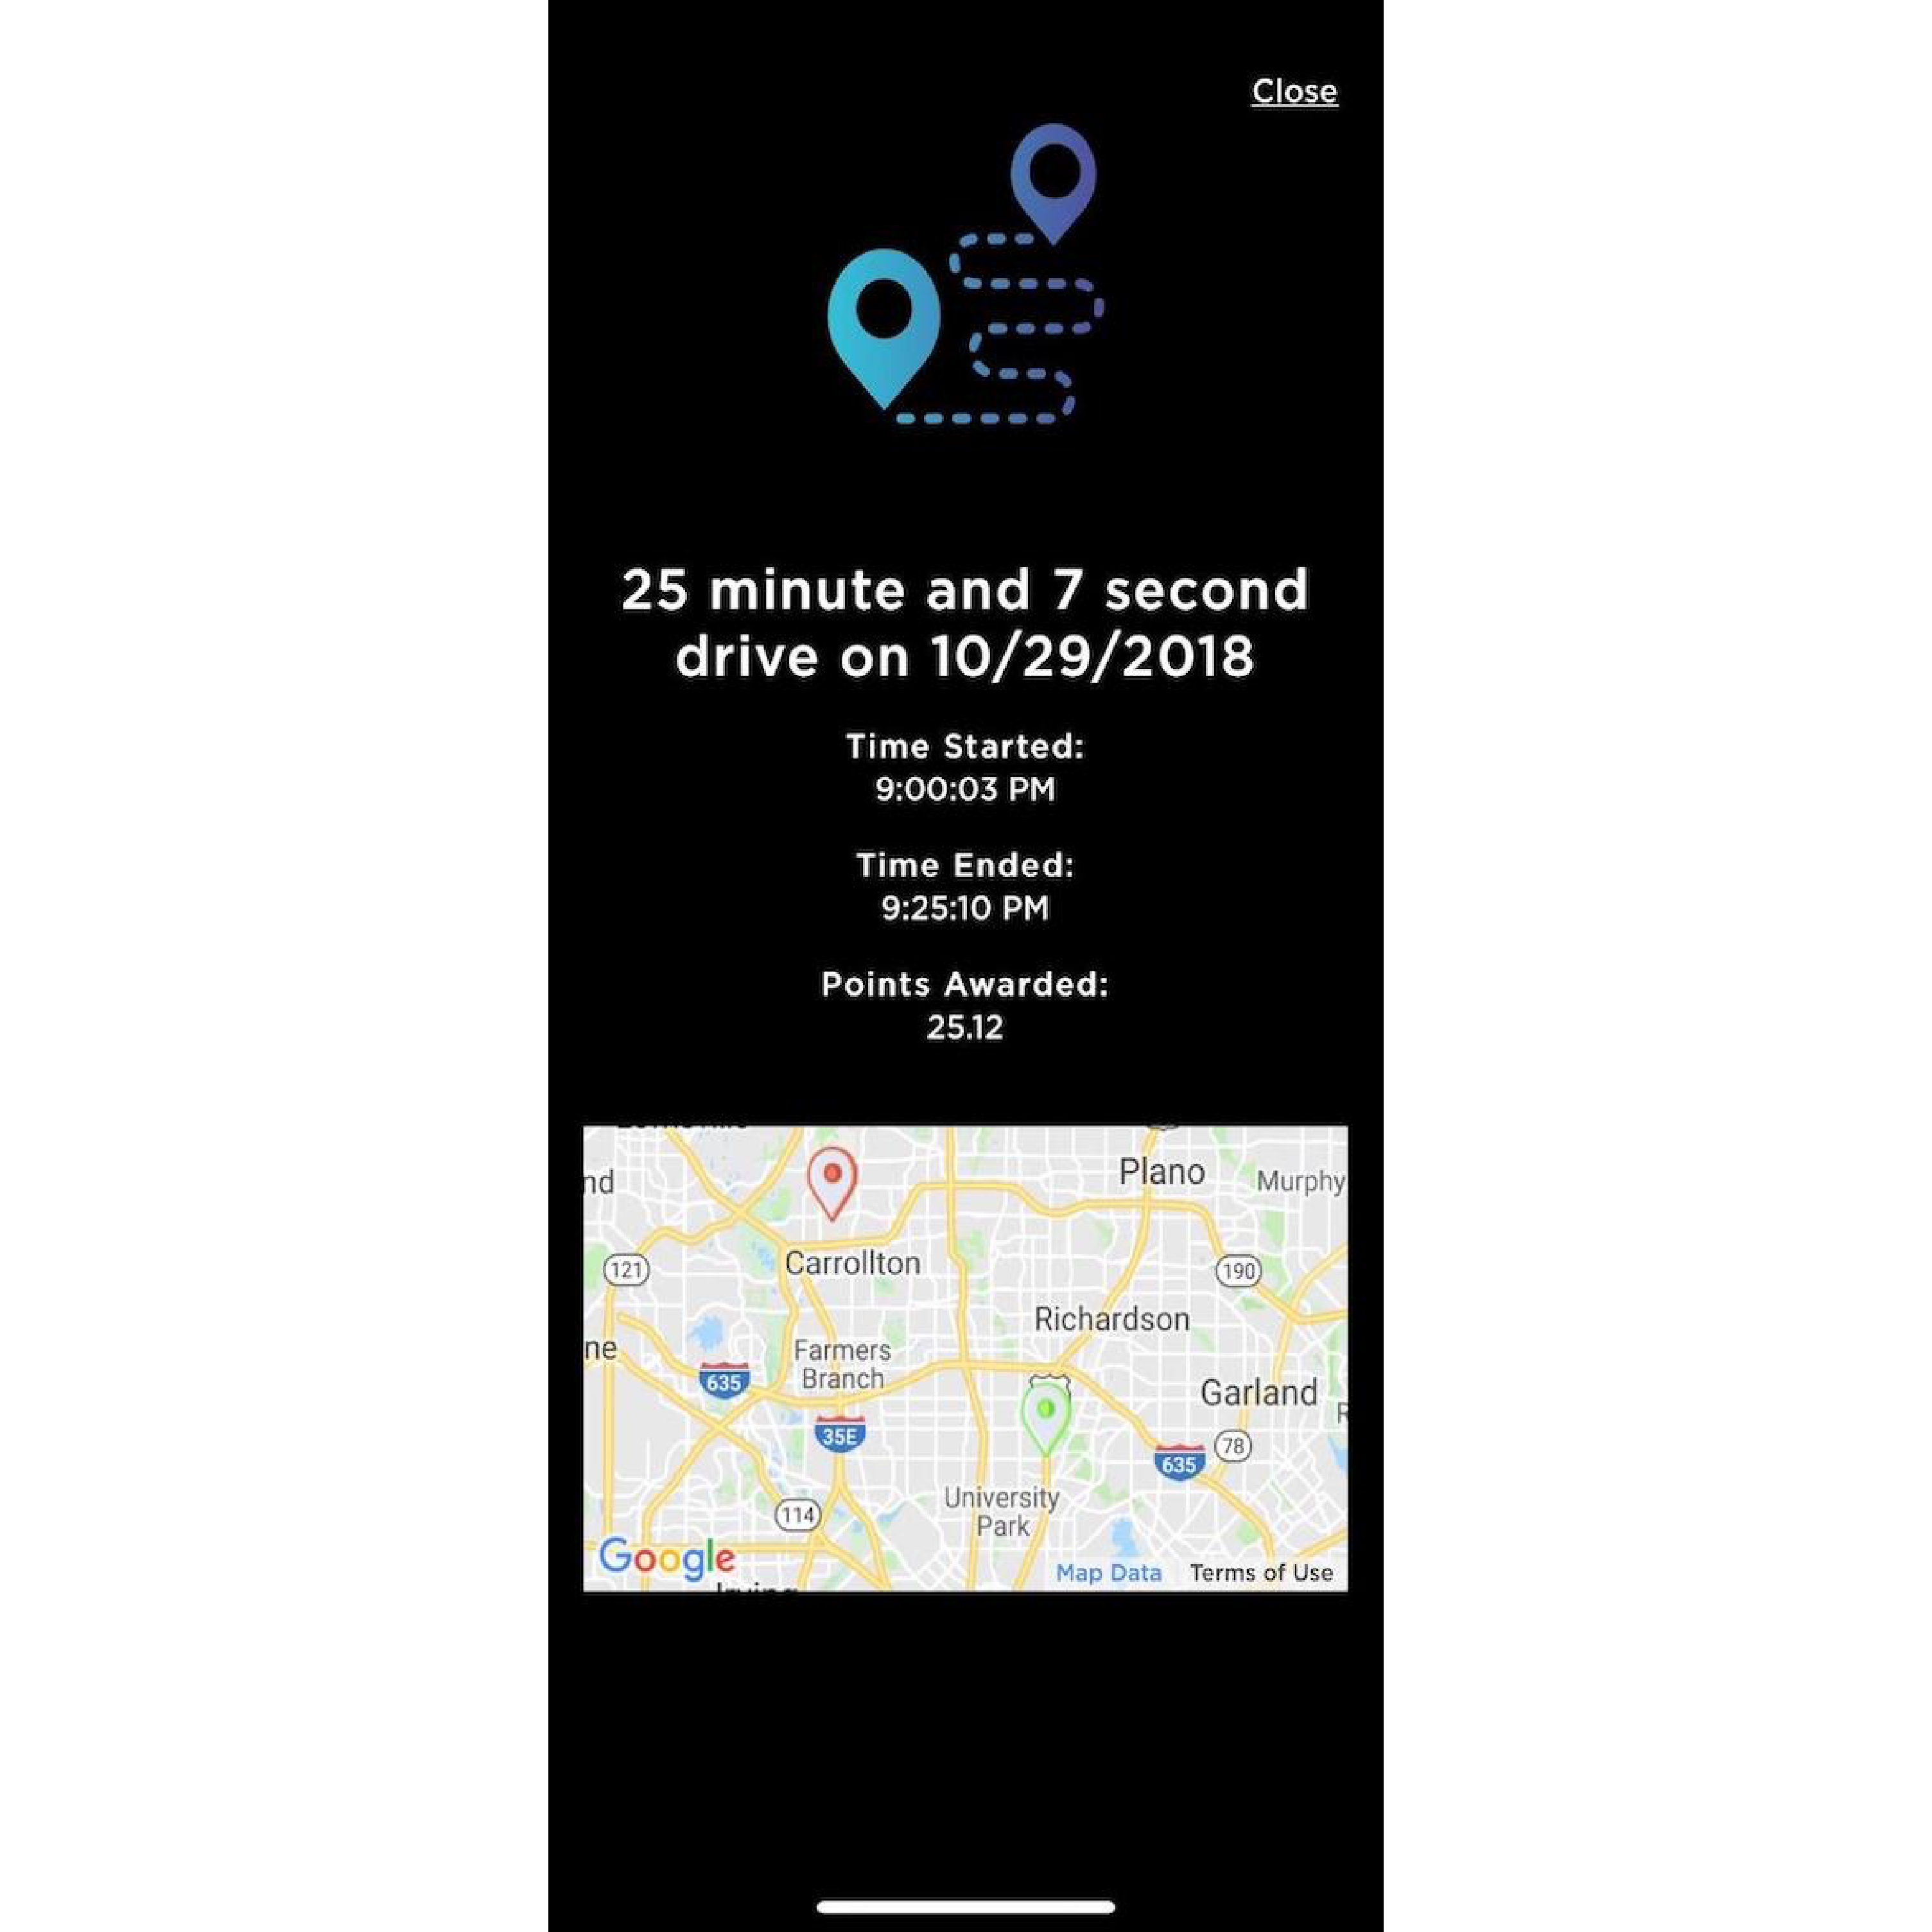 Close
25 minute and 7 second
drive on 10/29/2018
Time Started:
9:00:03 PM
Time Ended:
9:25:10 PM
Points Awarded:
25.12
nd
Plano
Murphy
121
Carrollton
190
Richardson
ne
Farmers
Branch
635
Garland
R
35E
78
635
University
Park
114
Google
Map Data
Terms of Use